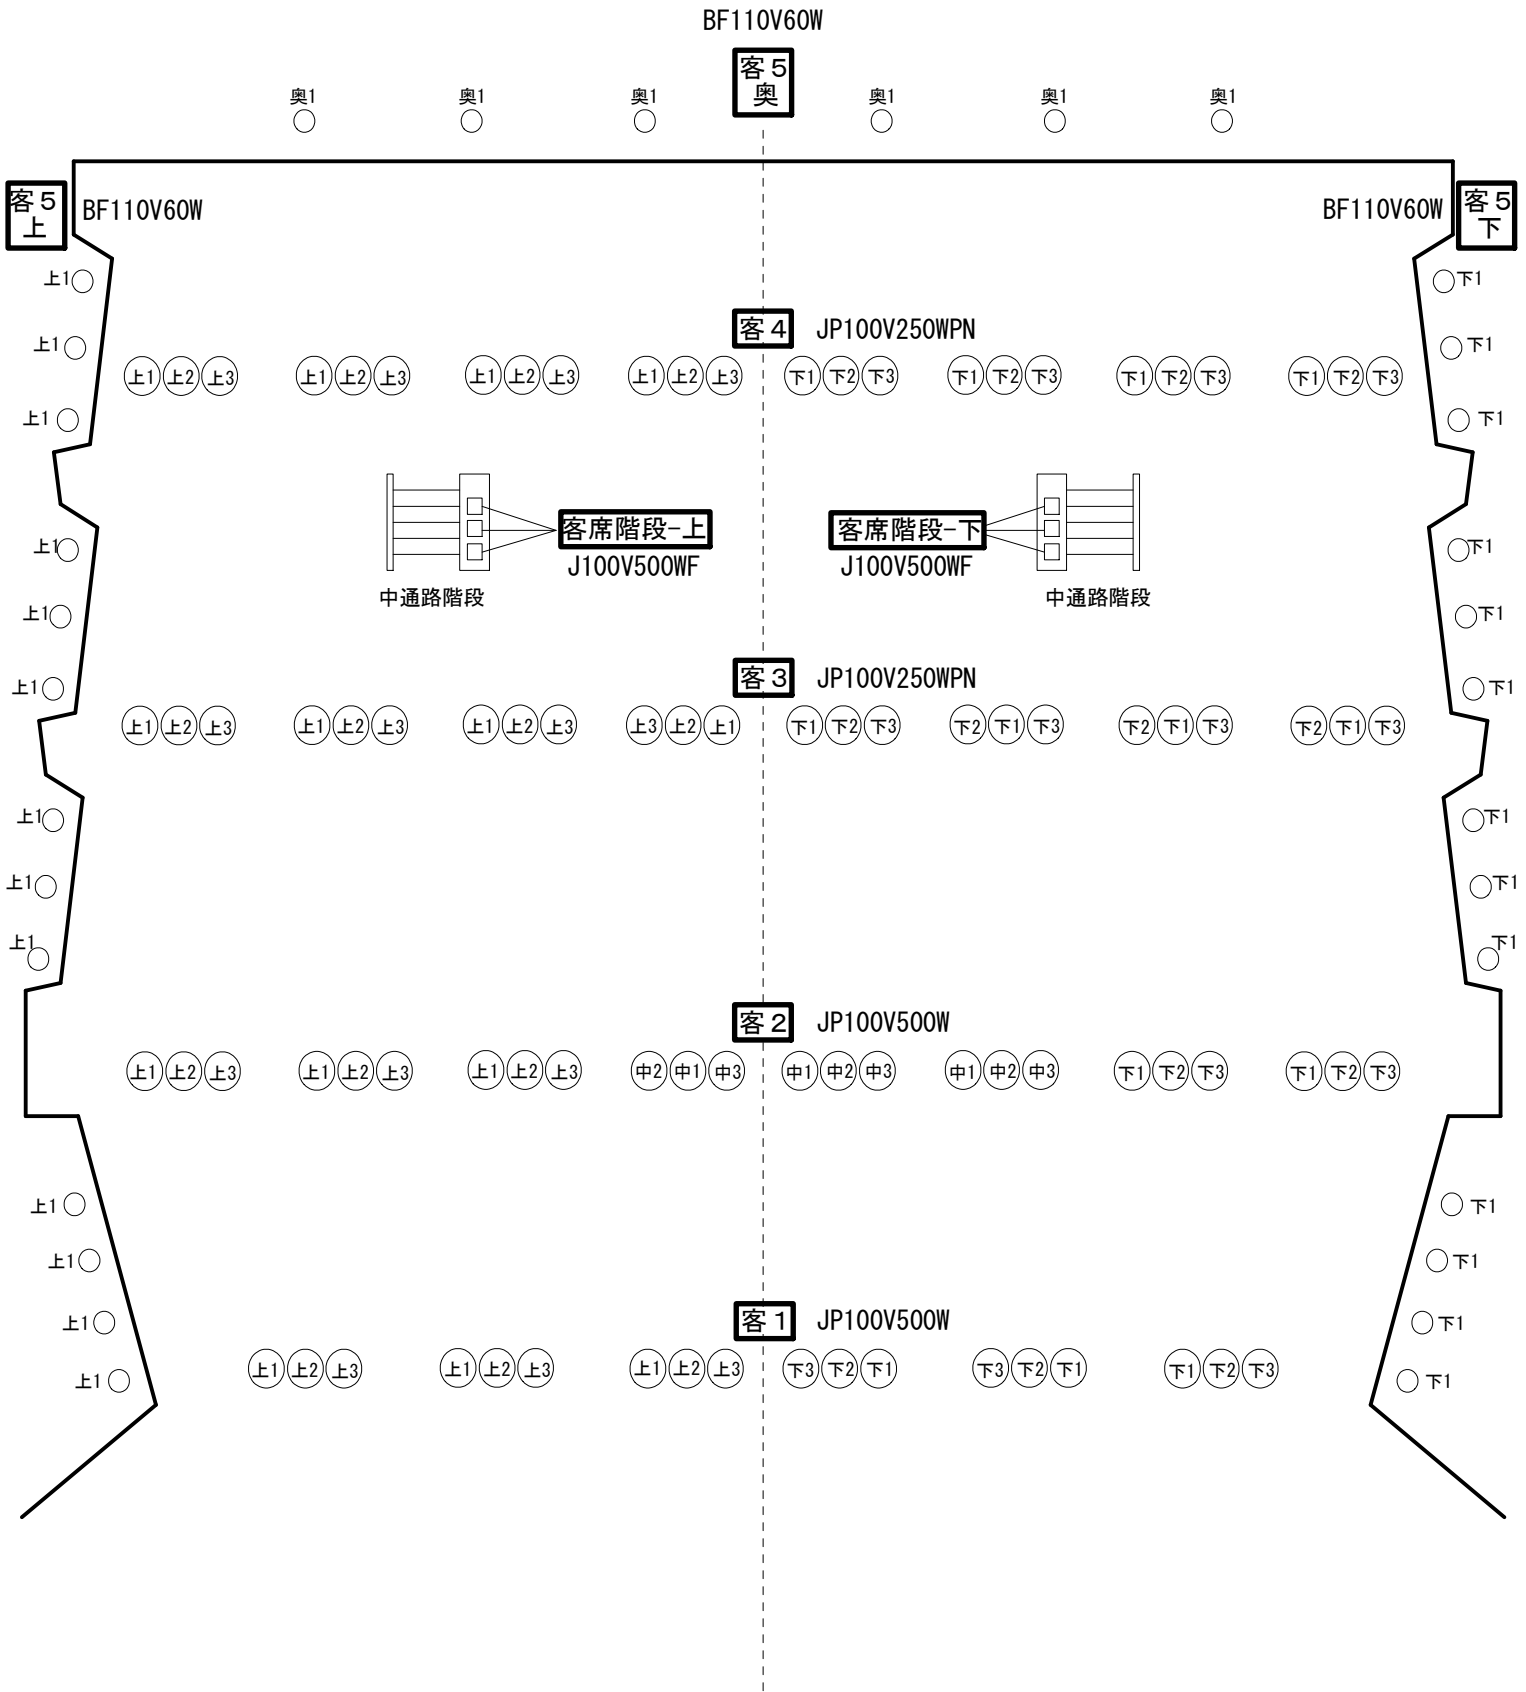 BF110V60W
客5
奥
奥1 奥1 奥1 奥1 奥1 奥1
客5
上
BF110V60W
BF110V60W
客5
下
上1 下1
客4 JP100V250WPN
上1 下1
上1 上2 上3 上1 上2 上3 上1 上2 上3 上1 上2 上3 下1 下2 下3 下1 下2 下3 下1 下2 下3 下1 下2 下3
上1 下1
客席階段-上 客席階段-下
上1 下1
J100V500WF J100V500WF
中通路階段 中通路階段
上1 下1
客3 JP100V250WPN
上1 下1
上1 上2 上3 上1 上2 上3 上1 上2 上3 上3 上2 上1 下1 下2 下3 下2 下1 下3 下2 下1 下3 下2 下1 下3
上1 下1
上1 下1
上1 下1
客2 JP100V500W
上1 上2 上3 上1 上2 上3 上1 上2 上3 中2 中1 中3 中1 中2 中3 中1 中2 中3 下1 下2 下3 下1 下2 下3
上1 下1
上1 下1
客1 JP100V500W
上1 下1
上1 上2 上3 上1 上2 上3 上1 上2 上3 下3 下2 下1 下3 下2 下1 下1 下2 下3
上1 下1